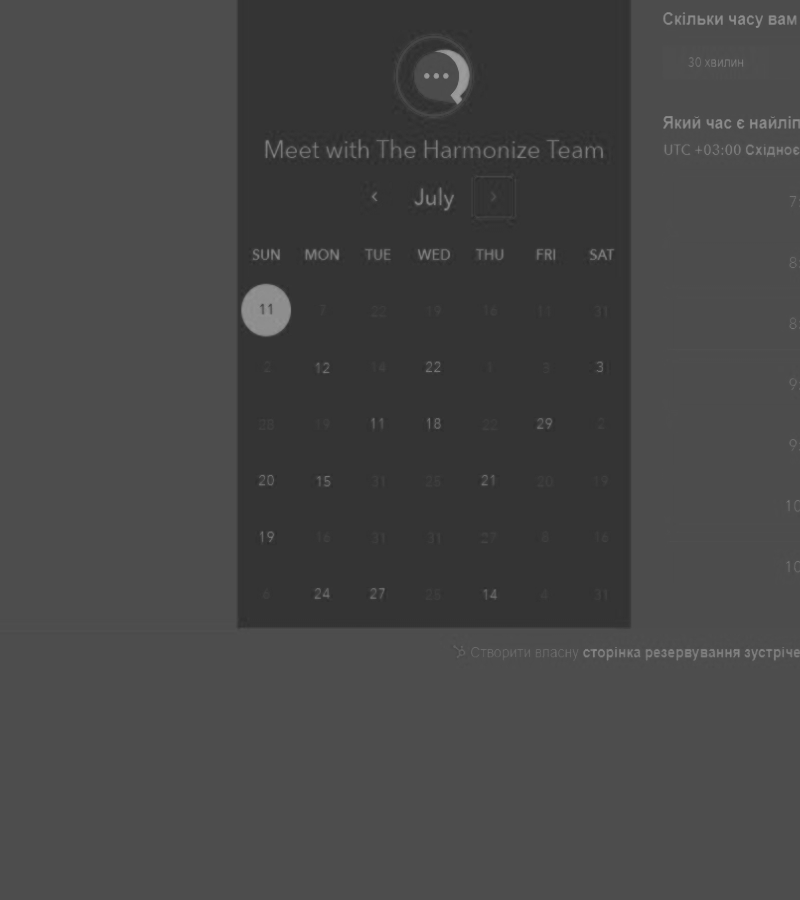 Скільки часу вам
30 хвилин
Meet with The Harmonize Team
Який час є найліп
UTC +03:00 Східноє
July
SUN MON TUE WED THU FRI SAT
11 7 22 19 16 11 31
2 12 14 22 1 3 3
28 19 11 18 22 29 2
20 15 31 25 21 20 19
19 16 31 31 27 8 16
6 24 27 25 14 4 31
7:
8:
8:
9:
9:
10
10
Створити власну сторінка резервування зустріче